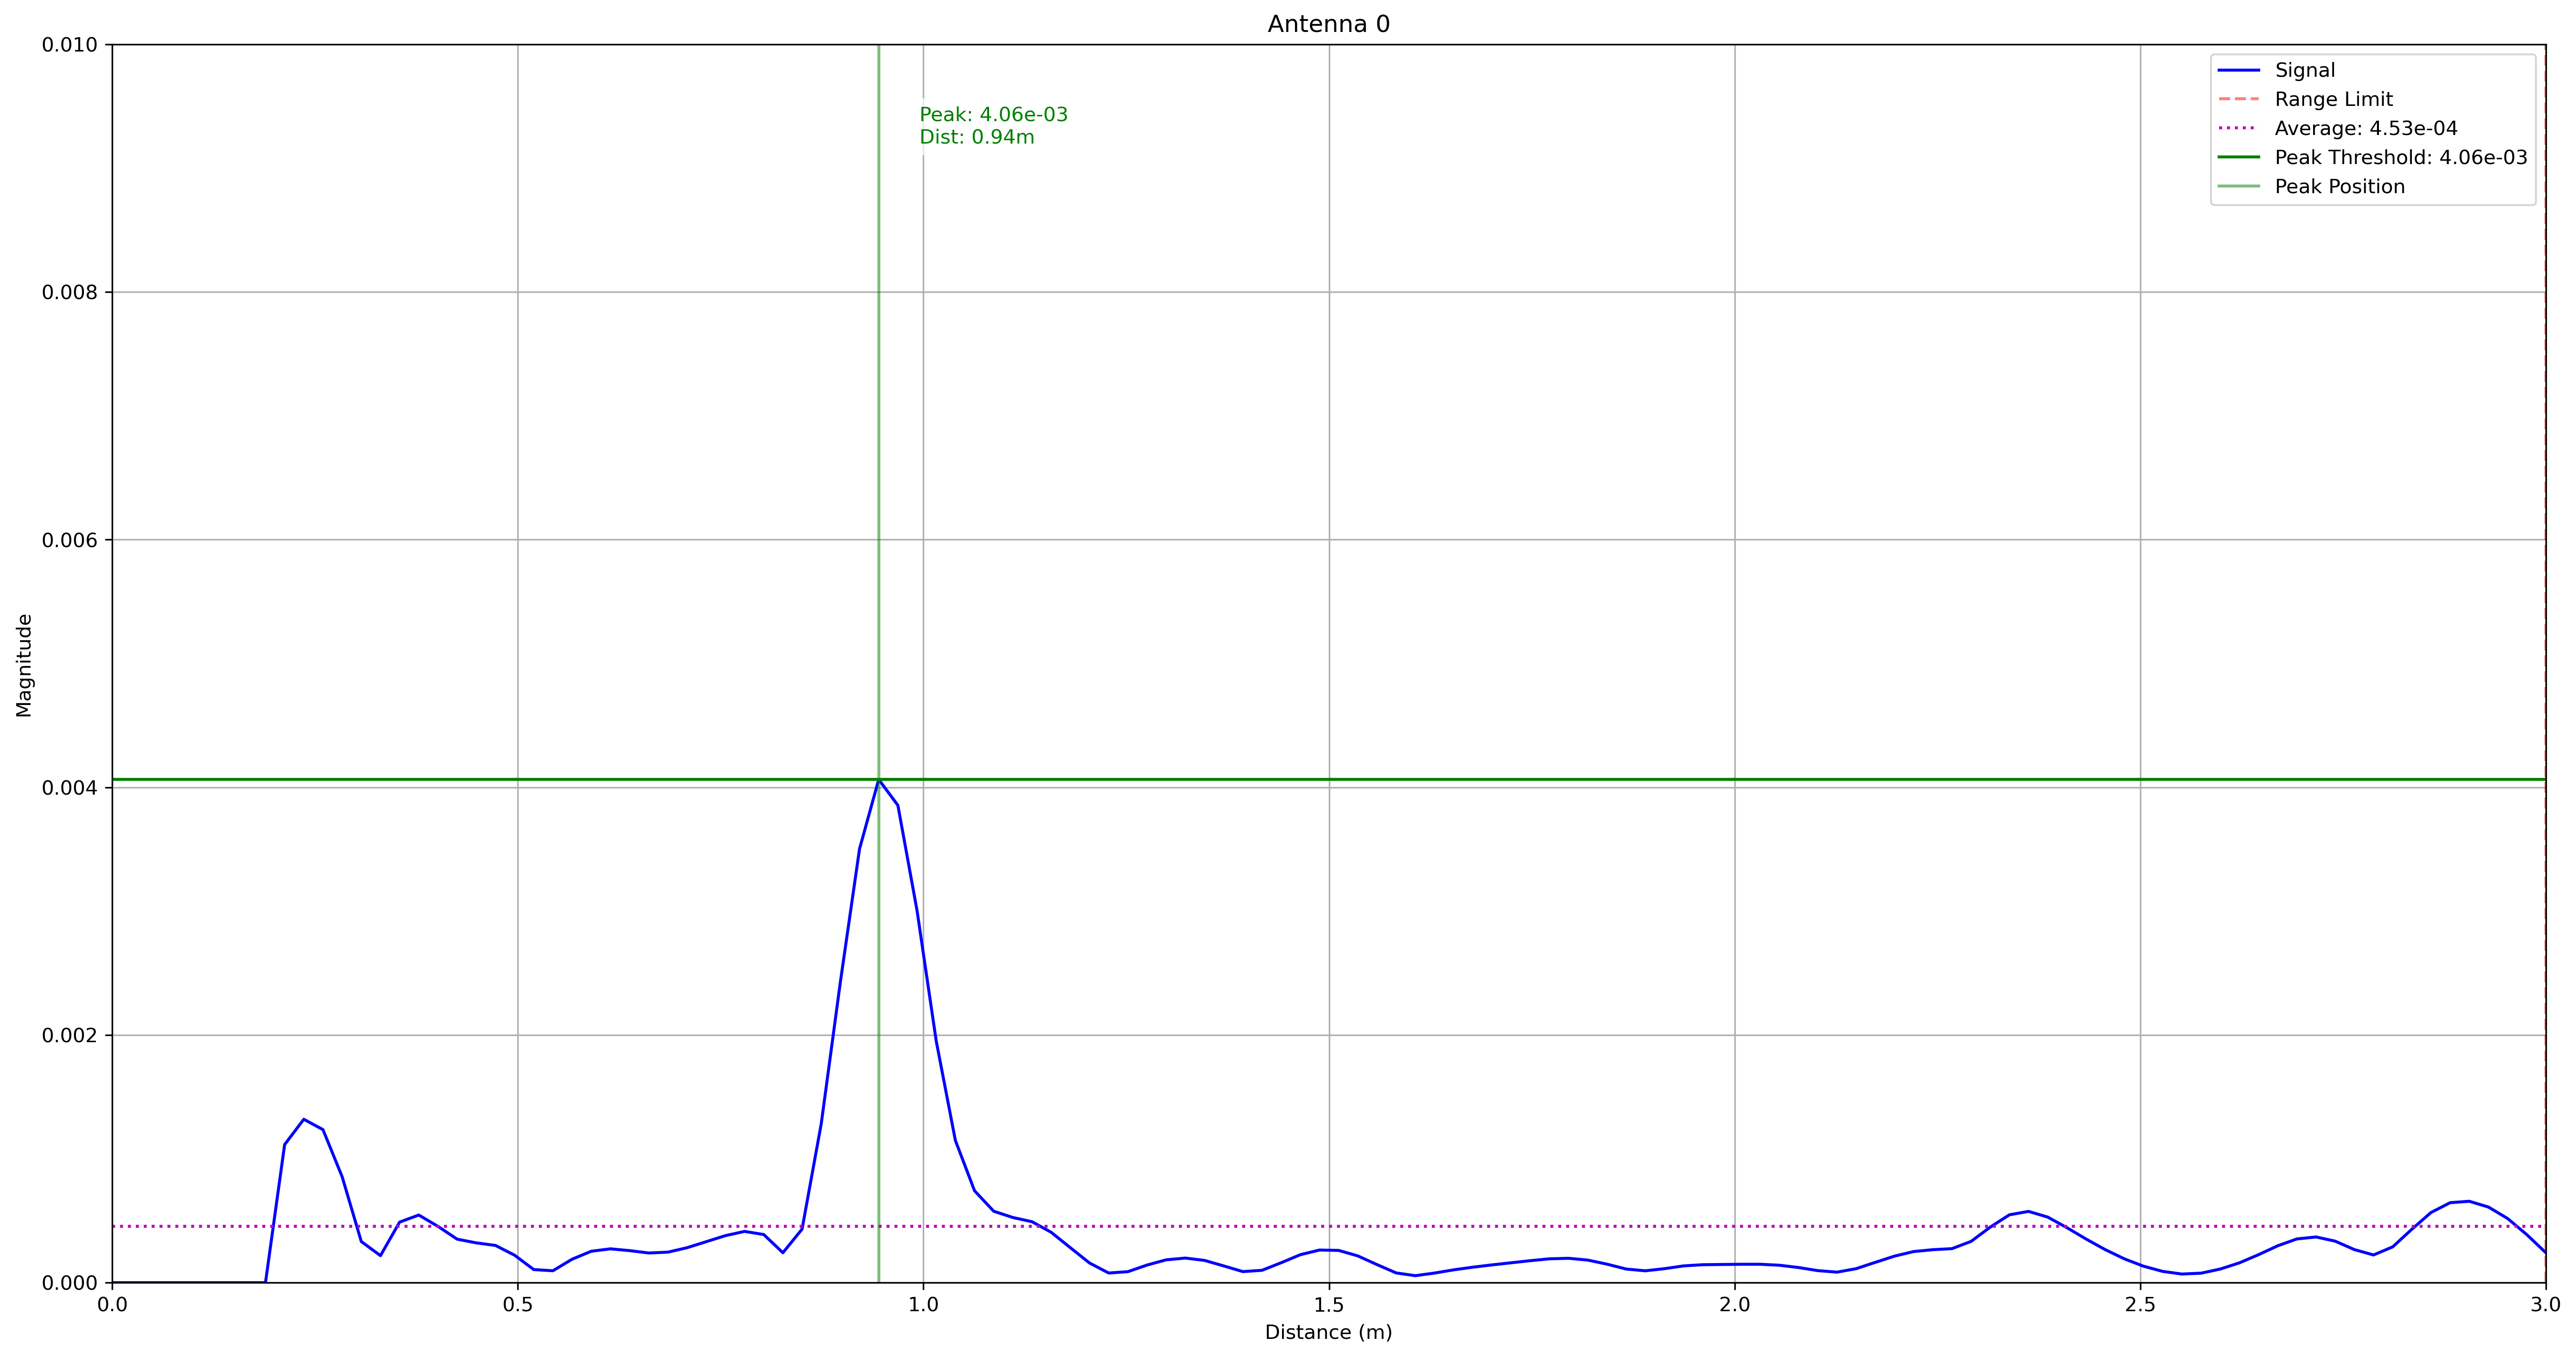 Antenna 0
0.010
0.008
0.006
0.004
0.002
0.000
Magnitude
Peak: 4.06e-03
Dist: 0.94m
Signal
Range Limit
Average: 4.53e-04
Peak Threshold: 4.06e-03
Peak Position
0.0 0.5 1.0 1.5 2.0 2.5 3.0
Distance (m)